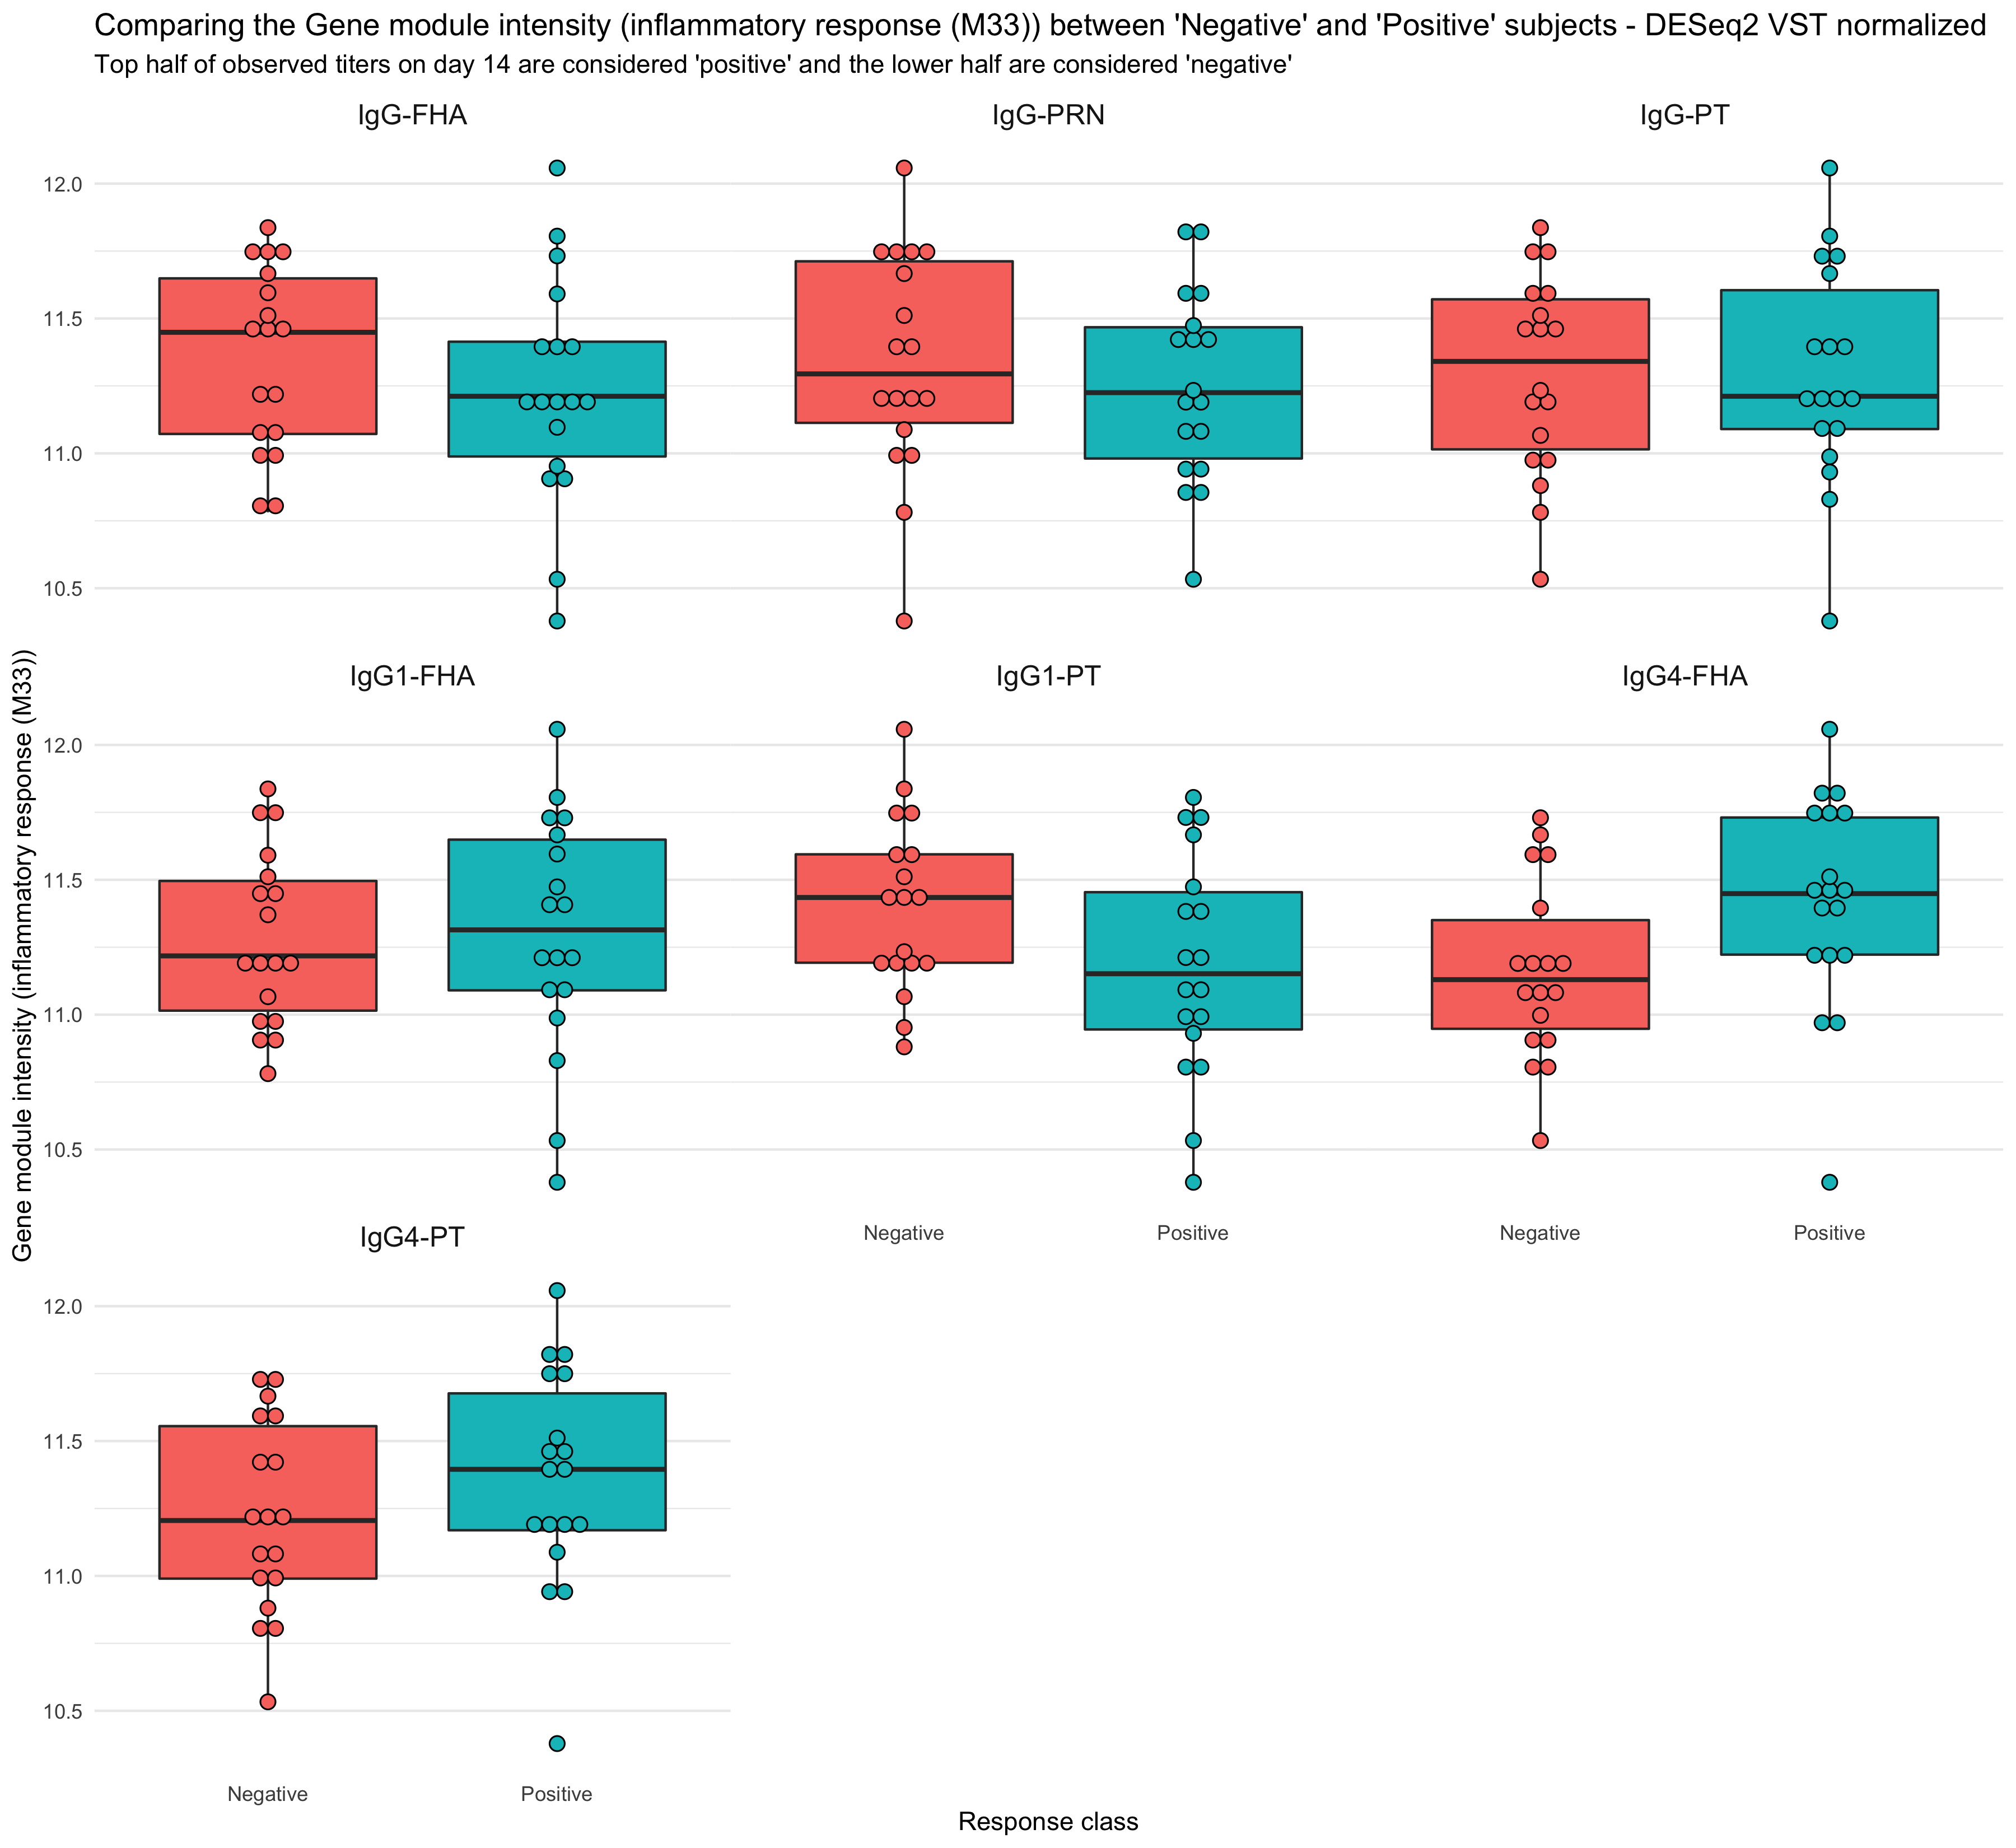 Comparing the Gene module intensity (inflammatory response (M33)) between 'Negative' and 'Positive' subjects - DESeq2 VST normalized
Top half of observed titers on day 14 are considered 'positive' and the lower half are considered 'negative'
IgG-FHA
IgG-PRN
IgG-PT
12.0
11.5
11.0
10.5
IgG1-FHA
IgG1-PT
IgG4-FHA
12.0
11.5
11.0
10.5
Negative
Positive
Negative
Positive
IgG4-PT
12.0
11.5
11.0
10.5
Negative
Positive
Gene module intensity (inflammatory response (M33))
Response class